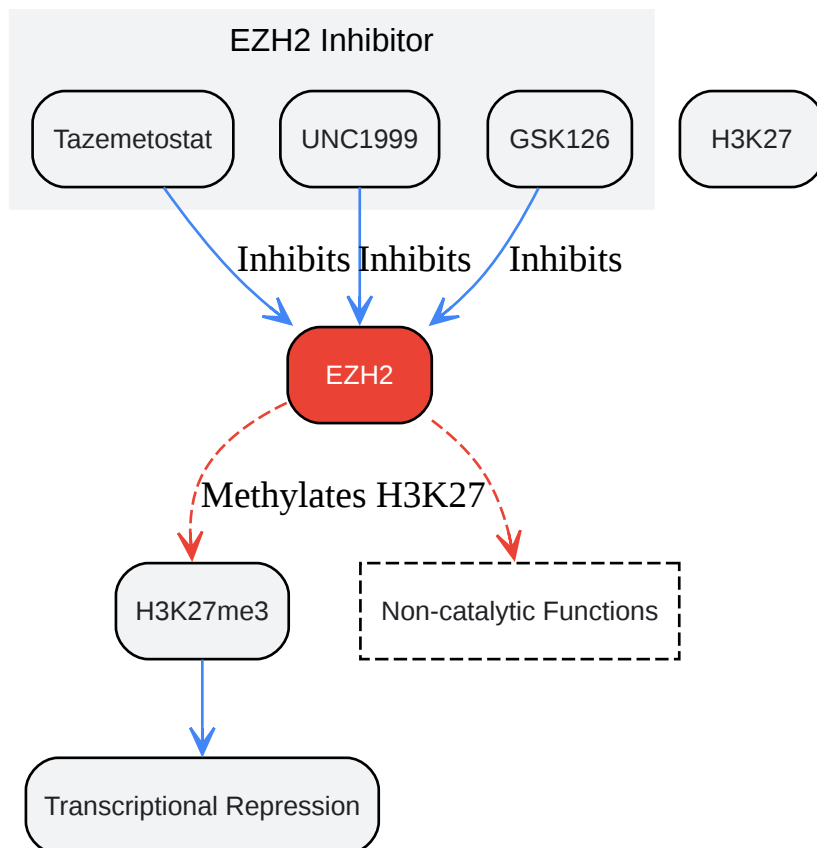 EZH2 Inhibitor
Tazemetostat
UNC1999
GSK126
H3K27
Inhibits
Inhibits
Inhibits
EZH2
Methylates H3K27
H3K27me3
Non-catalytic Functions
Transcriptional Repression